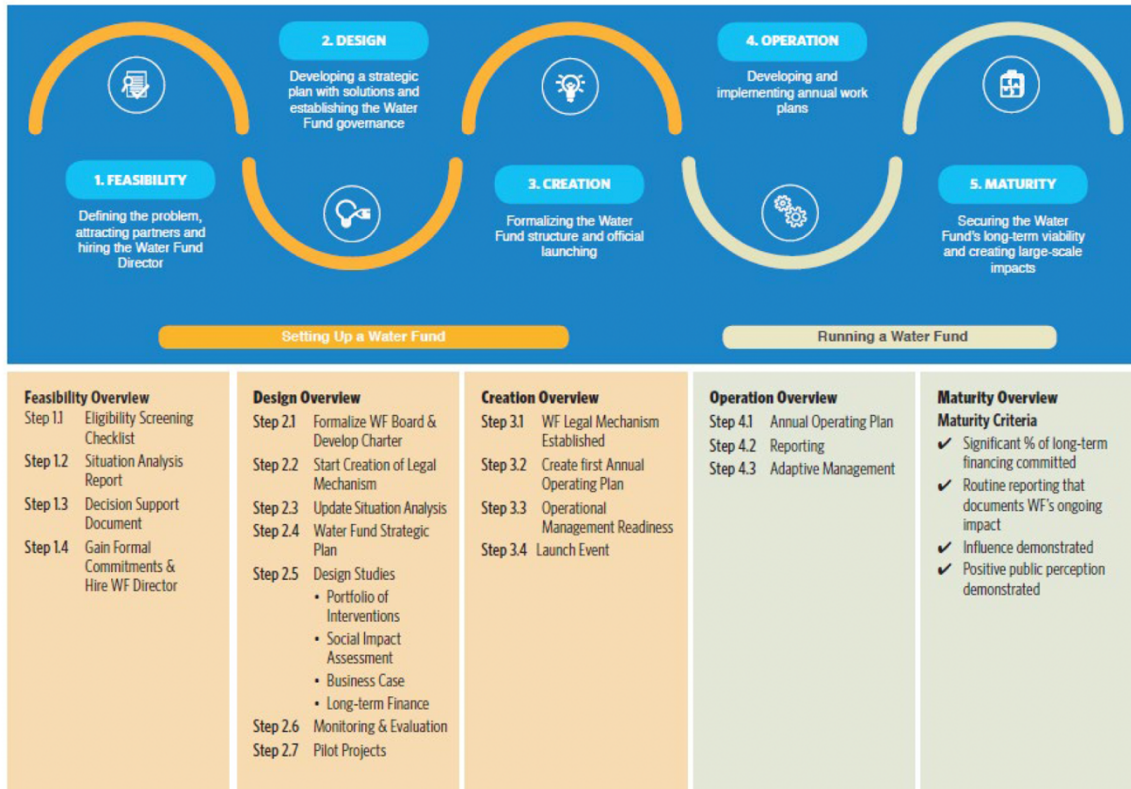 2. DESIGN
Developing a strategic
plan with solutions and
establishing the Water
Fund governance
4. OPERATION
Developing and
implementing annual work
plans
1. FEASIBILITY
Defining the problem,
attracting partners and
hiring the Water Fund
Director
3. CREATION
Formalizing the Water
Fund structure and official
launching
5. MATURITY
Securing the Water
Fund's long-term viability
and creating large-scale
impacts
Setting Up a Water Fund
Running a Water Fund
Feasibility Overview
Step 1.1 Eligibility Screening
Checklist
Step 1.2 Situation Analysis
Report
Step 1.3 Decision Support
Document
Step 1.4 Gain Formal
Commitments &
Hire WF Director
Design Overview
Step 2.1 Formalize WF Board &
Develop Charter
Step 2.2 Start Creation of Legal
Mechanism
Step 2.3 Update Situation Analysis
Step 2.4 Water Fund Strategic
Plan
Step 2.5 Design Studies
• Portfolio of
Interventions
• Social Impact
Assessment
• Business Case
• Long-term Finance
Step 2.6 Monitoring & Evaluation
Step 2.7 Pilot Projects
Creation Overview
Step 3.1 WF Legal Mechanism
Established
Step 3.2 Create first Annual
Operating Plan
Step 3.3 Operational
Management Readiness
Step 3.4 Launch Event
Operation Overview
Step 4.1 Annual Operating Plan
Step 4.2 Reporting
Step 4.3 Adaptive Management
Maturity Overview
Maturity Criteria
✔ Significant % of long-term
financing committed
✔ Routine reporting that
documents WF's ongoing
impact
✔ Influence demonstrated
✔ Positive public perception
demonstrated